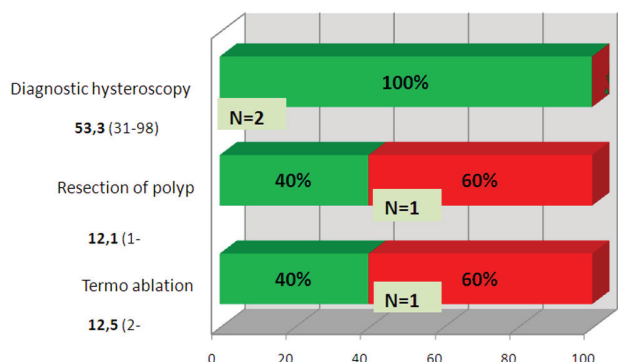 100%
Diagnostic hysteroscopy
N=2
53,3 (31-98)
40% 60%
Resection of polyp
N=1
12,1 (1-
40% 60%
Termo ablation
N=1
12,5 (2-
0 20 40 60 80 100